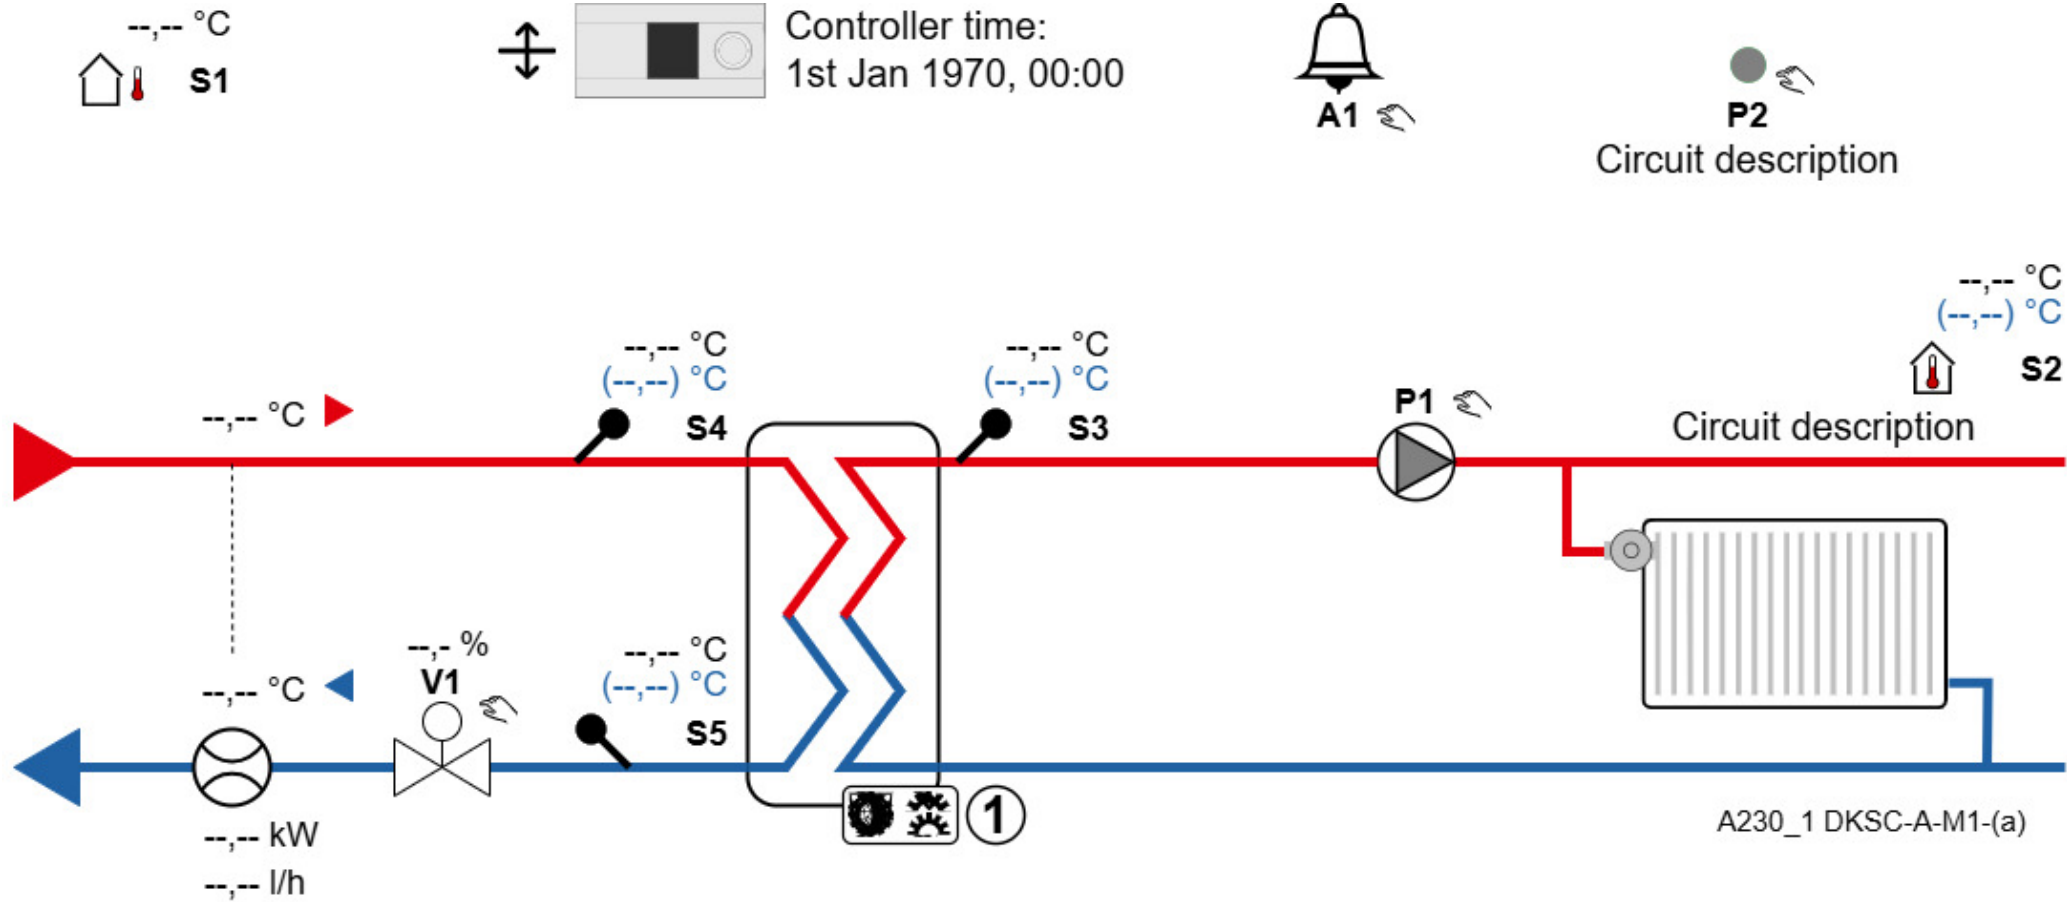 --,-- °C
S1
Controller time:
1st Jan 1970, 00:00
A1
P2
Circuit description
--,-- °C
(--,--) °C
S2
--,-- °C
(--,--) °C
S4
--,-- °C
(--,--) °C
S3
P1
Circuit description
--,-- °C
--,-- °C
--,- %
V1
--,-- °C
(--,--) °C
S5
1
A230_1 DKSC-A-M1-(a)
--,-- kW
--,-- l/h